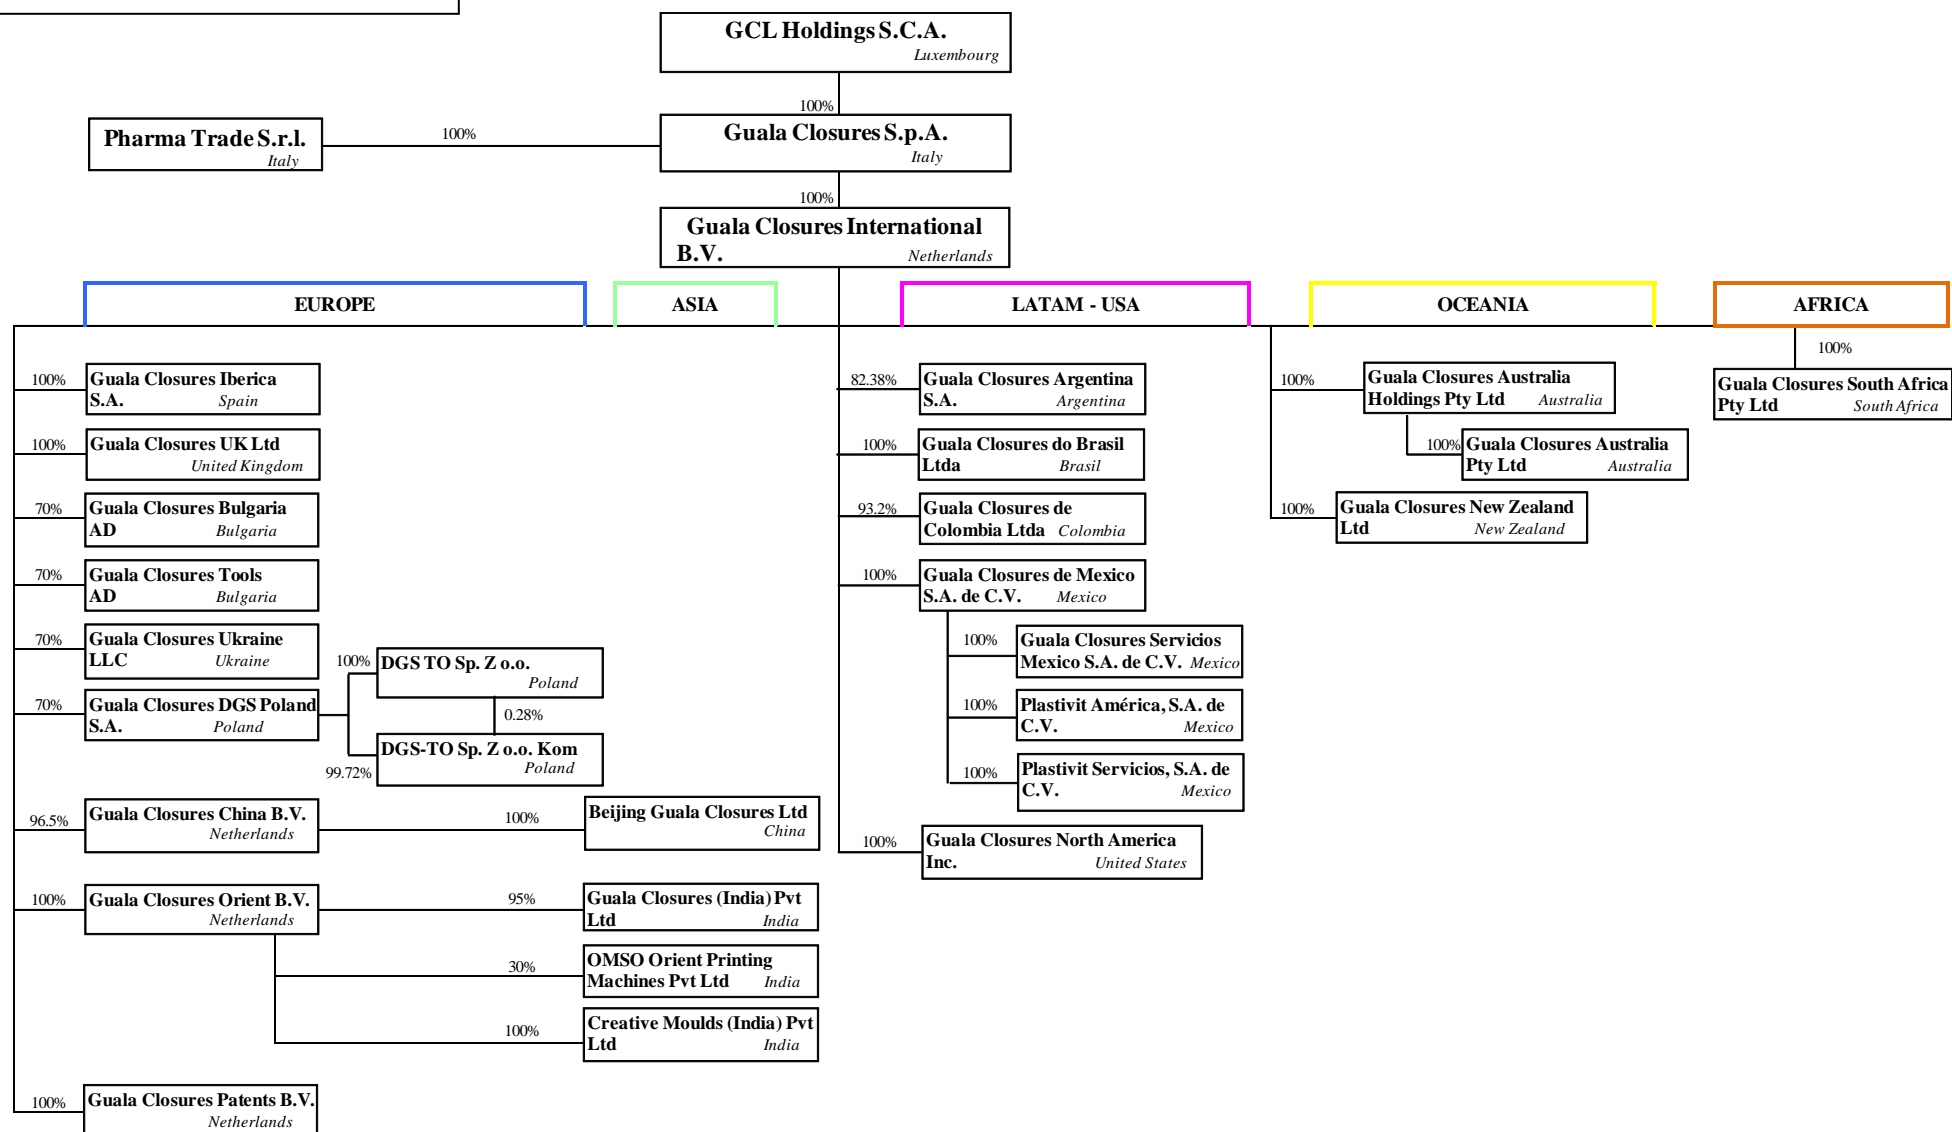 GCL Holdings S.C.A.
Luxembourg
100%
Pharma Trade S.r.l.
Italy
100%
Guala Closures S.p.A.
Italy
100%
Guala Closures International
B.V. Netherlands
EUROPE
ASIA
LATAM - USA
OCEANIA
AFRICA
100%
Guala Closures Iberica
S.A. Spain
100%
Guala Closures UK Ltd
United Kingdom
70%
Guala Closures Bulgaria
AD Bulgaria
70%
Guala Closures Tools
AD Bulgaria
70%
Guala Closures Ukraine
LLC Ukraine
70%
Guala Closures DGS Poland
S.A. Poland
100%
DGS TO Sp. Z o.o.
Poland
0.28%
99.72%
DGS-TO Sp. Z o.o. Kom
Poland
96.5%
Guala Closures China B.V.
Netherlands
100%
Beijing Guala Closures Ltd
China
100%
Guala Closures Orient B.V.
Netherlands
95%
Guala Closures (India) Pvt
Ltd India
30%
OMSO Orient Printing
Machines Pvt Ltd India
100%
Creative Moulds (India) Pvt
Ltd India
100%
Guala Closures Patents B.V.
Netherlands
82.38%
Guala Closures Argentina
S.A. Argentina
100%
Guala Closures do Brasil
Ltda Brasil
93.2%
Guala Closures de
Colombia Ltda Colombia
100%
Guala Closures de Mexico
S.A. de C.V. Mexico
100%
Guala Closures Servicios
Mexico S.A. de C.V. Mexico
100%
Plastivit América, S.A. de
C.V. Mexico
100%
Plastivit Servicios, S.A. de
C.V. Mexico
100%
Guala Closures North America
Inc. United States
100%
Guala Closures Australia
Holdings Pty Ltd Australia
100%
Guala Closures Australia
Pty Ltd Australia
100%
Guala Closures New Zealand
Ltd New Zealand
100%
Guala Closures South Africa
Pty Ltd South Africa